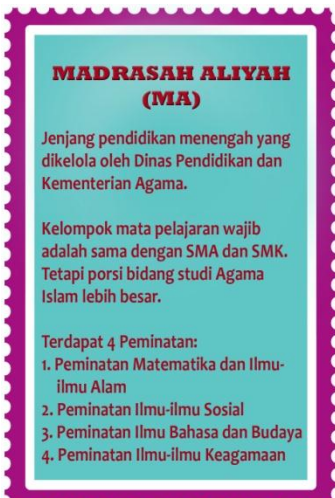 MADRASAH ALIYAH
(MA)
Jenjang pendidikan menengah yang
dikelola oleh Dinas Pendidikan dan
Kementerian Agama.
Kelompok mata pelajaran wajib
adalah sama dengan SMA dan SMK.
Tetapi porsi bidang studi Agama
Islam lebih besar.
Terdapat 4 Peminatan:
1. Peminatan Matematika dan Ilmu-
ilmu Alam
2. Peminatan Ilmu-ilmu Sosial
3. Peminatan Ilmu Bahasa dan Budaya
4. Peminatan Ilmu-ilmu Keagamaan